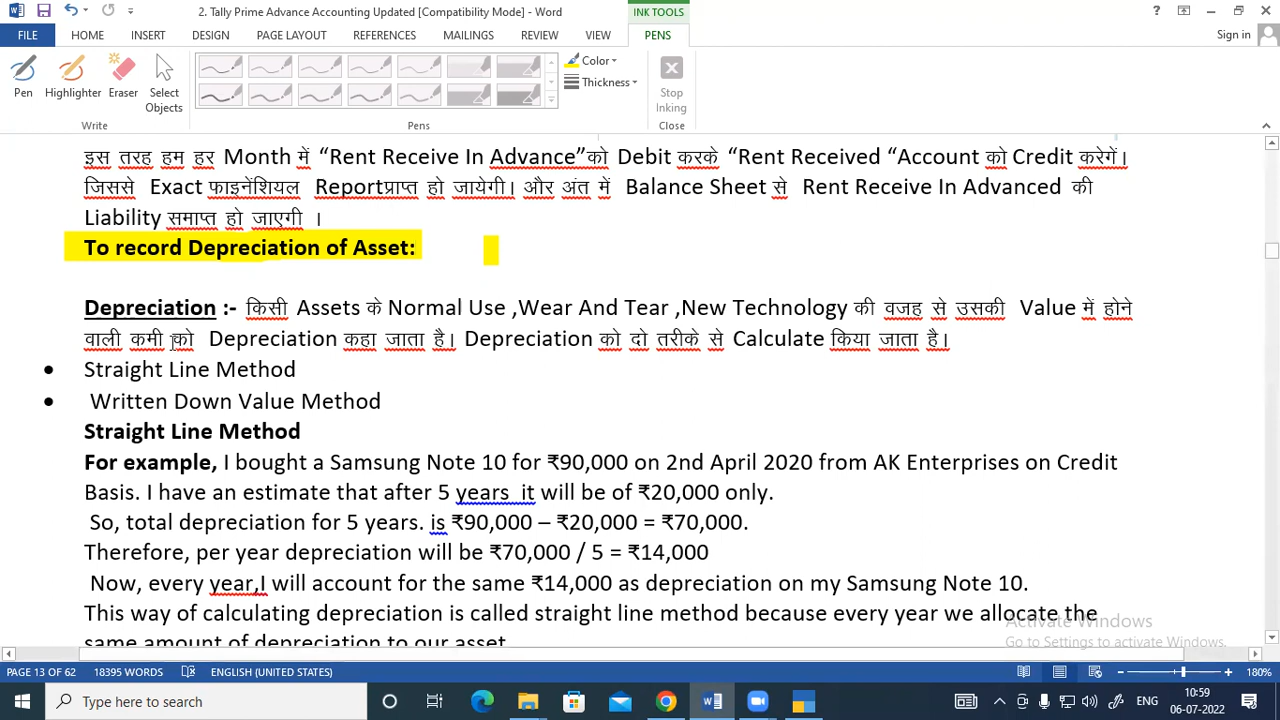 2. Tally Prime Advance Accounting Updated [Compatibility Mode] - Word
INK TOOLS
?
FILE HOME INSERT DESIGN PAGE LAYOUT REFERENCES MAILINGS REVIEW VIEW PENS Sign in
Color
Thickness
Pen Highlighter Eraser Select Objects Stop Inking
Write Pens Close
इस तरह हम हर Month में “Rent Receive In Advance”को Debit करके “Rent Received “Account को Credit करेगें।
जिससे Exact फाइनेंशियल Reportप्राप्त हो जायेगी। और अंत में Balance Sheet से Rent Receive In Advanced की
Liability समाप्त हो जाएगी ।
To record Depreciation of Asset:
Depreciation :- किसी Assets के Normal Use ,Wear And Tear ,New Technology की वजह से उसकी Value में होने
वाली कमी को Depreciation कहा जाता है। Depreciation को दो तरीके से Calculate किया जाता है।
• Straight Line Method
• Written Down Value Method
Straight Line Method
For example, I bought a Samsung Note 10 for ₹90,000 on 2nd April 2020 from AK Enterprises on Credit
Basis. I have an estimate that after 5 years it will be of ₹20,000 only.
So, total depreciation for 5 years. is ₹90,000 – ₹20,000 = ₹70,000.
Therefore, per year depreciation will be ₹70,000 / 5 = ₹14,000
Now, every year,I will account for the same ₹14,000 as depreciation on my Samsung Note 10.
This way of calculating depreciation is called straight line method because every year we allocate the
same amount of depreciation to our asset
Activate Windows
Go to Settings to activate Windows.
PAGE 13 OF 62 18395 WORDS ENGLISH (UNITED STATES) 180%
Type here to search
ENG
10:59
06-07-2022